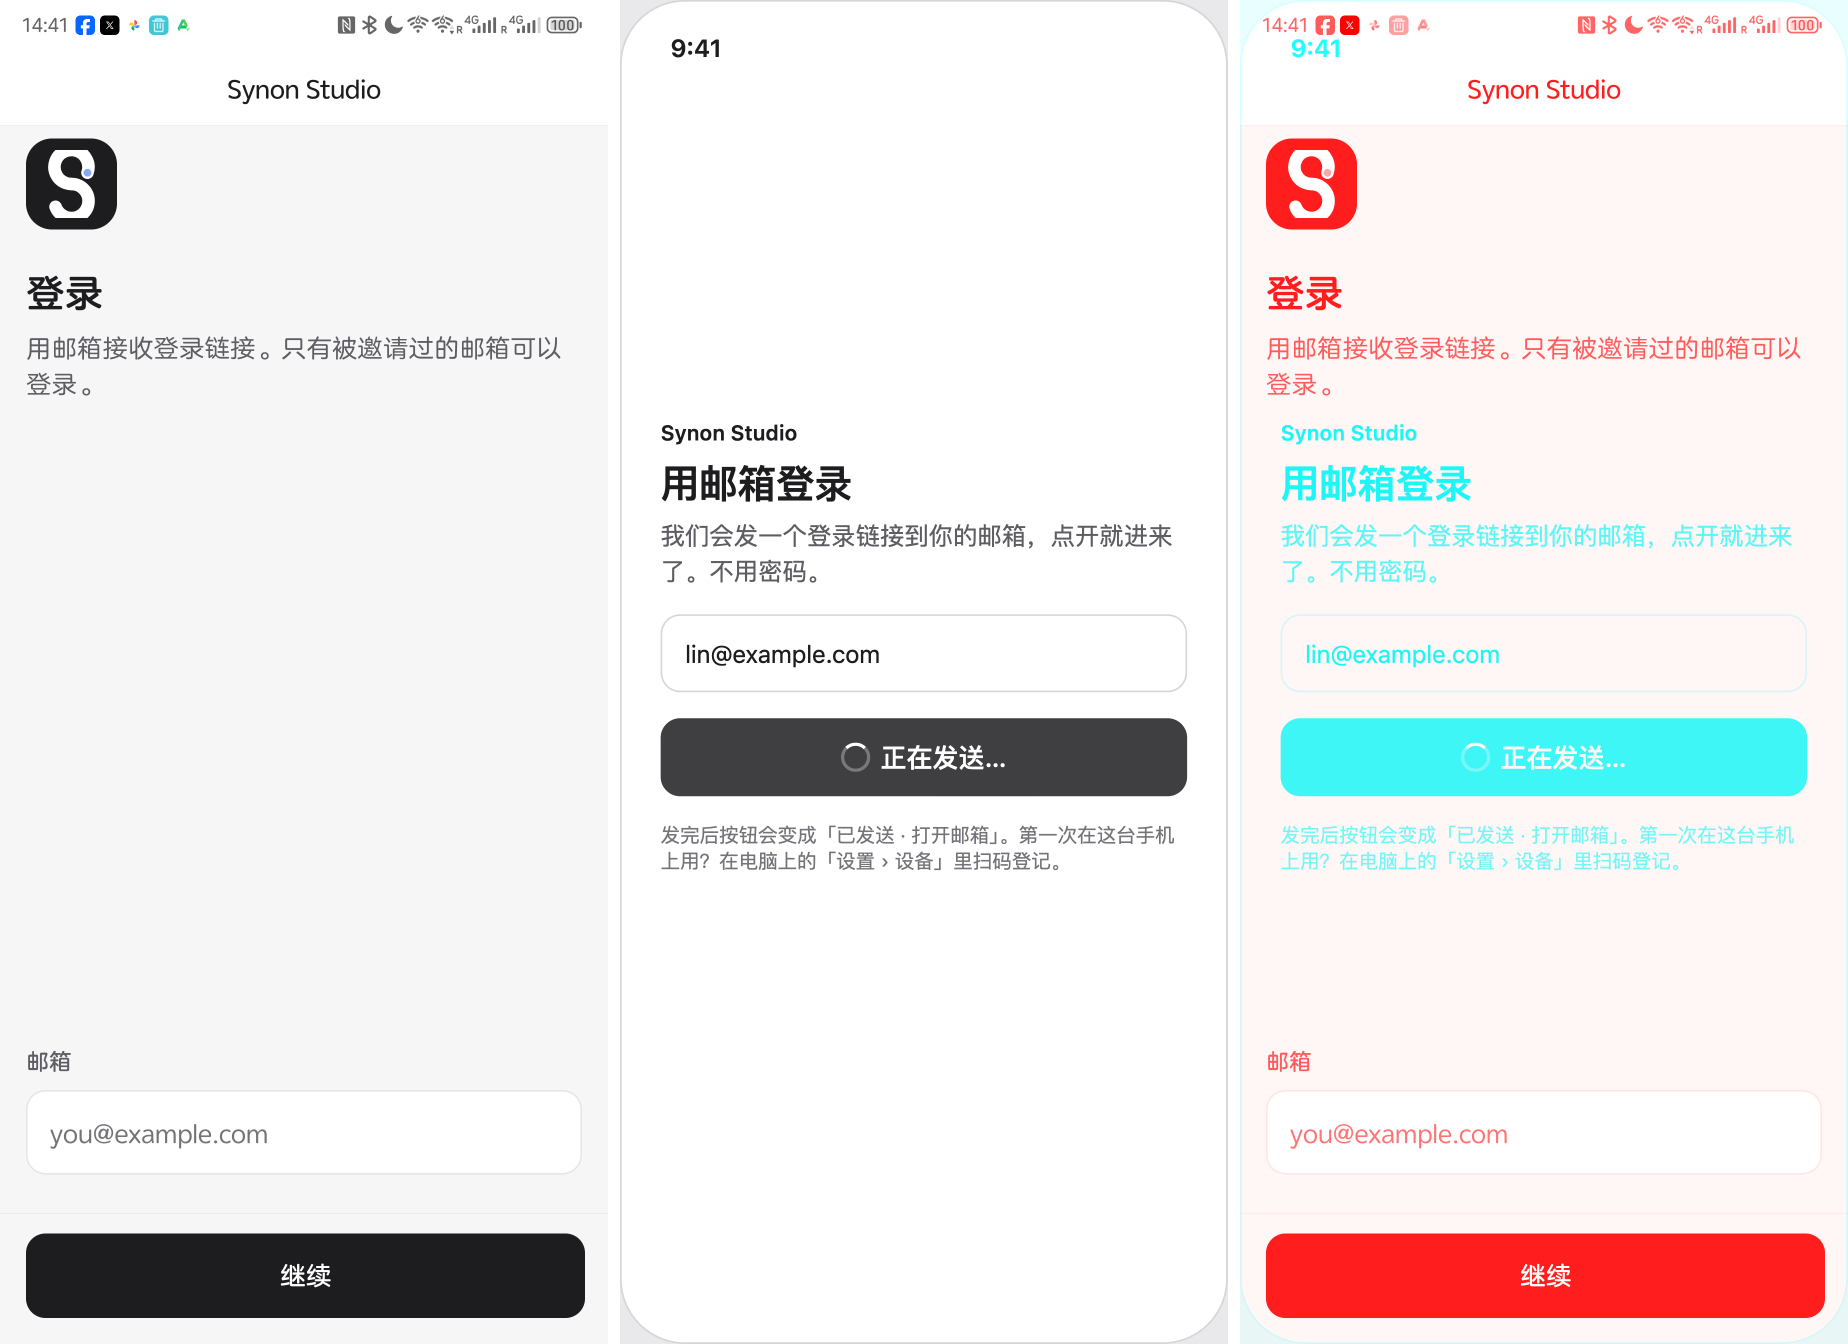 14:41
4G
4G
100
Synon Studio
S
登录
用邮箱接收登录链接。只有被邀请过的邮箱可以
登录。
邮箱
you@example.com
继续
9:41
Synon Studio
用邮箱登录
我们会发一个登录链接到你的邮箱，点开就进来
了。不用密码。
lin@example.com
正在发送...
发完后按钮会变成「已发送 · 打开邮箱」。第一次在这台手机
上用？在电脑上的「设置 › 设备」里扫码登记。
14:41
4G
4G
100
9:41
Synon Studio
S
登录
用邮箱接收登录链接。只有被邀请过的邮箱可以
登录。
Synon Studio
用邮箱登录
我们会发一个登录链接到你的邮箱，点开就进来
了。不用密码。
lin@example.com
正在发送...
发完后按钮会变成「已发送 · 打开邮箱」。第一次在这台手机
上用？在电脑上的「设置 › 设备」里扫码登记。
邮箱
you@example.com
继续